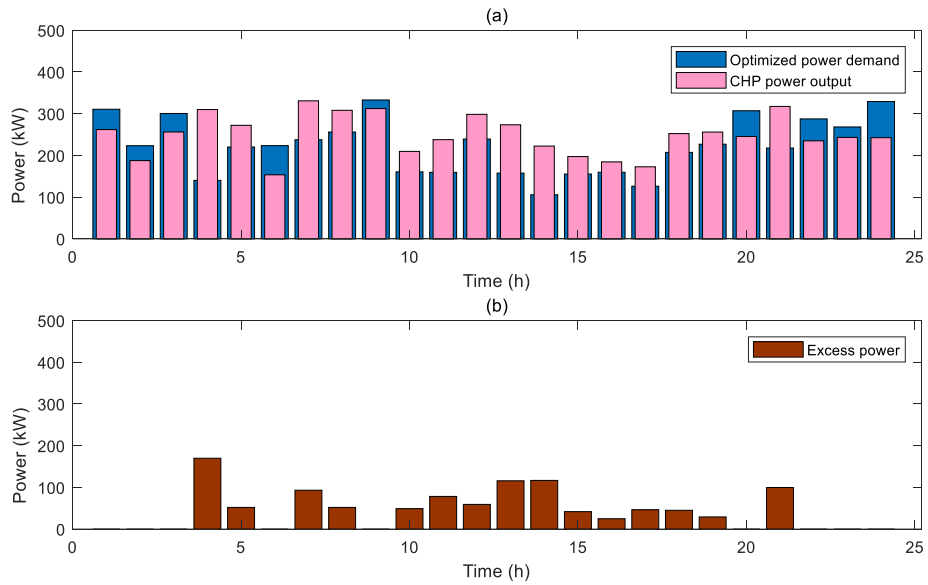 (a)
500
400
300
200
100
0
Power (kW)
Optimized power demand
CHP power output
0 5 10 15 20 25
Time (h)
(b)
500
400
300
200
100
0
Power (kW)
Excess power
0 5 10 15 20 25
Time (h)